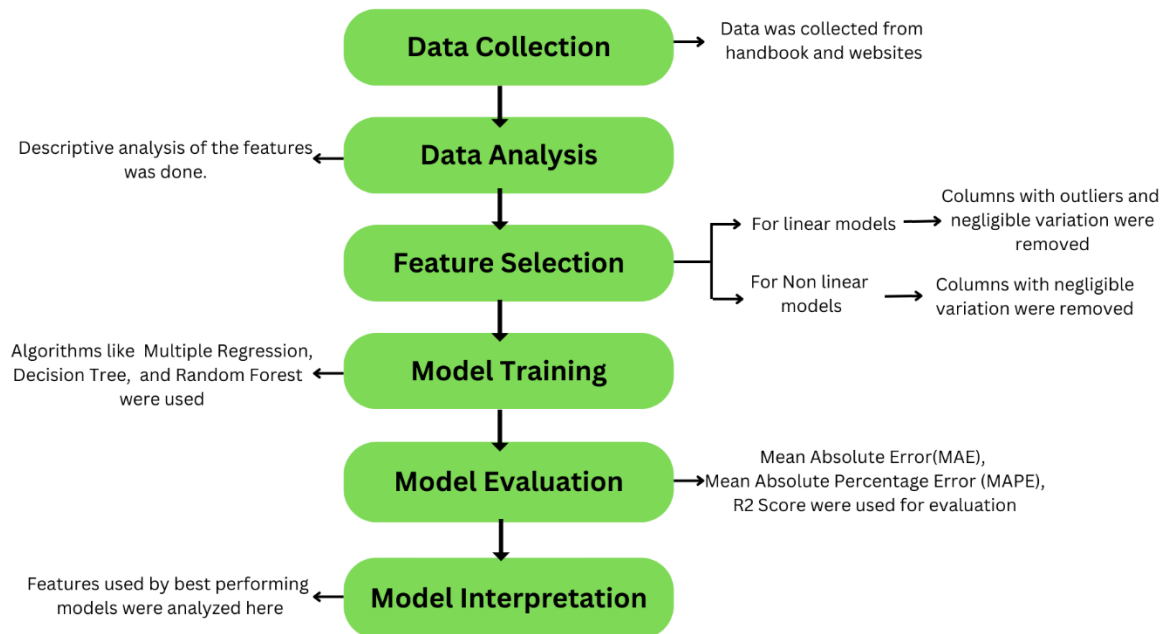 Data Collection
Data was collected from
handbook and websites
Data Analysis
Descriptive analysis of the features
was done.
Feature Selection
For linear models
Columns with outliers and
negligible variation were
removed
For Non linear
models
Columns with negligible
variation were removed
Model Training
Algorithms like Multiple Regression,
Decision Tree, and Random Forest
were used
Model Evaluation
Mean Absolute Error(MAE),
Mean Absolute Percentage Error (MAPE),
R2 Score were used for evaluation
Model Interpretation
Features used by best performing
models were analyzed here